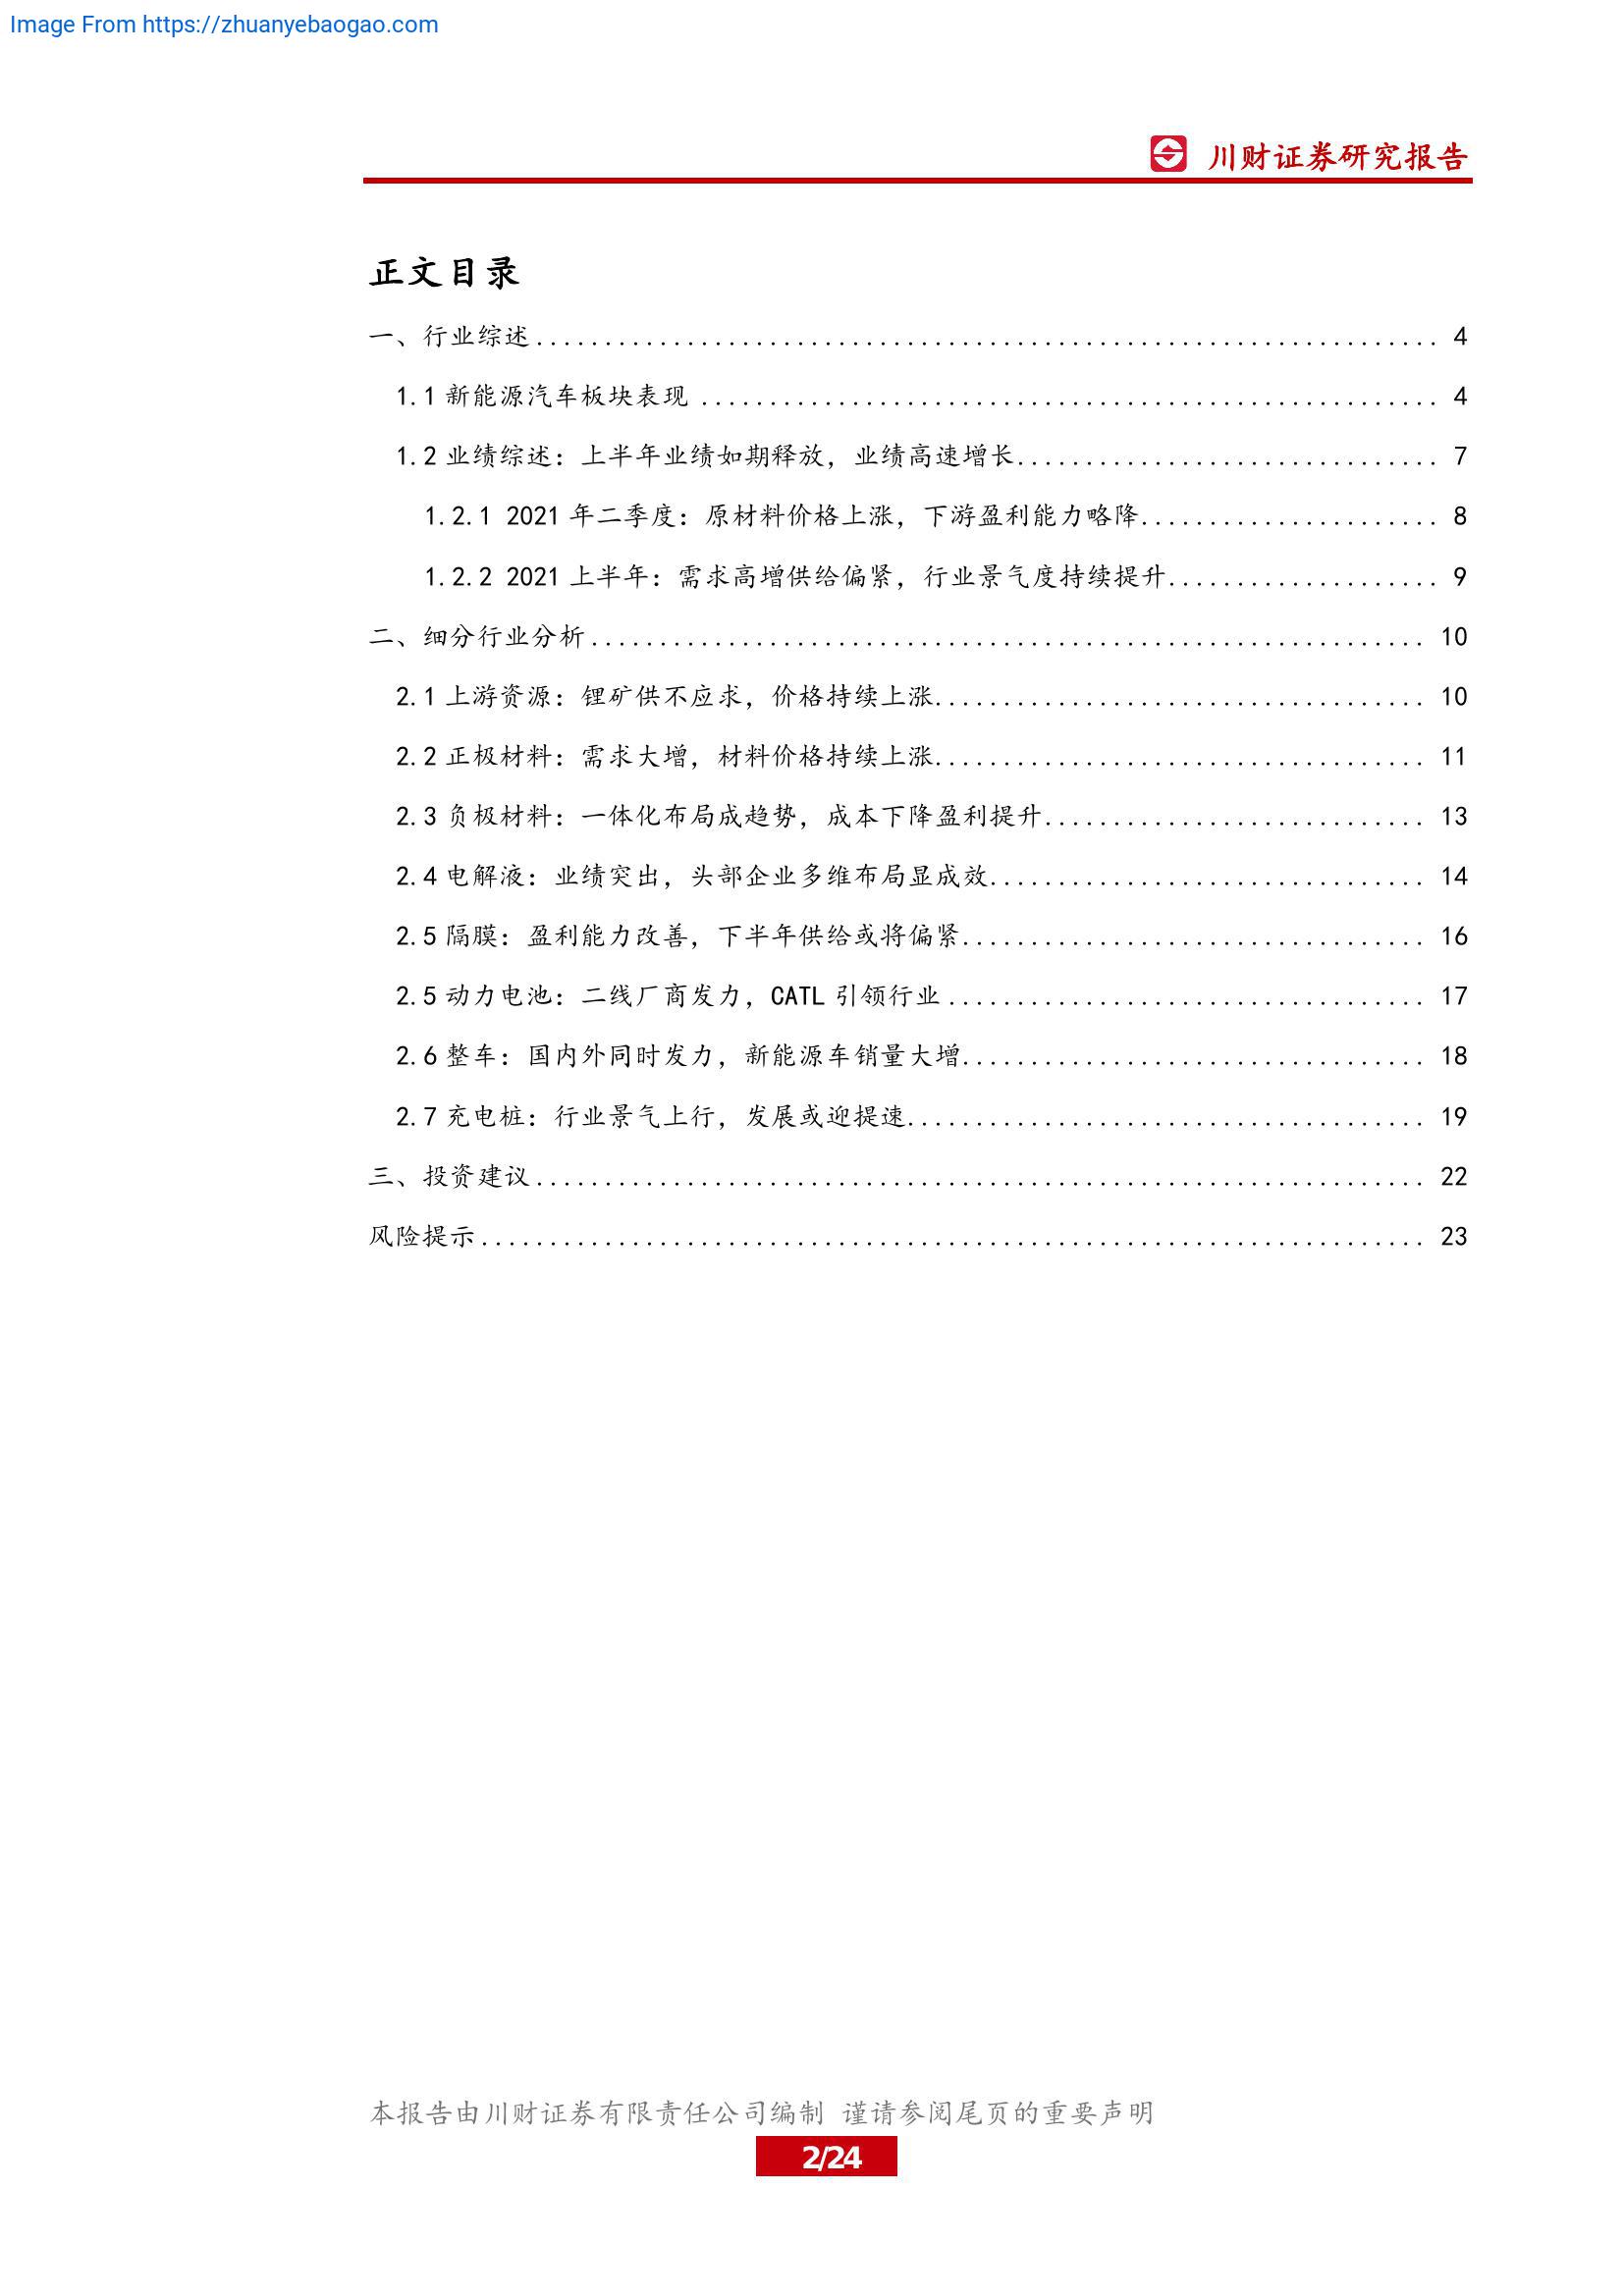 Image From https://zhuanyebaogao.com
川财证券研究报告
正文目录
一、行业综述.................................................................. 4
1.1 新能源汽车板块表现 ...................................................... 4
1.2 业绩综述：上半年业绩如期释放，业绩高速增长............................... 7
1.2.1 2021 年二季度：原材料价格上涨，下游盈利能力略降...................... 8
1.2.2 2021 上半年：需求高增供给偏紧，行业景气度持续提升.................... 9
二、细分行业分析............................................................. 10
2.1 上游资源：锂矿供不应求，价格持续上涨.................................... 10
2.2 正极材料：需求大增，材料价格持续上涨.................................... 11
2.3 负极材料：一体化布局成趋势，成本下降盈利提升............................ 13
2.4 电解液：业绩突出，头部企业多维布局显成效................................ 14
2.5 隔膜：盈利能力改善，下半年供给或将偏紧.................................. 16
2.5 动力电池：二线厂商发力，CATL 引领行业 ................................... 17
2.6 整车：国内外同时发力，新能源车销量大增.................................. 18
2.7 充电桩：行业景气上行，发展或迎提速...................................... 19
三、投资建议................................................................. 22
风险提示..................................................................... 23
本报告由川财证券有限责任公司编制 谨请参阅尾页的重要声明
2/24